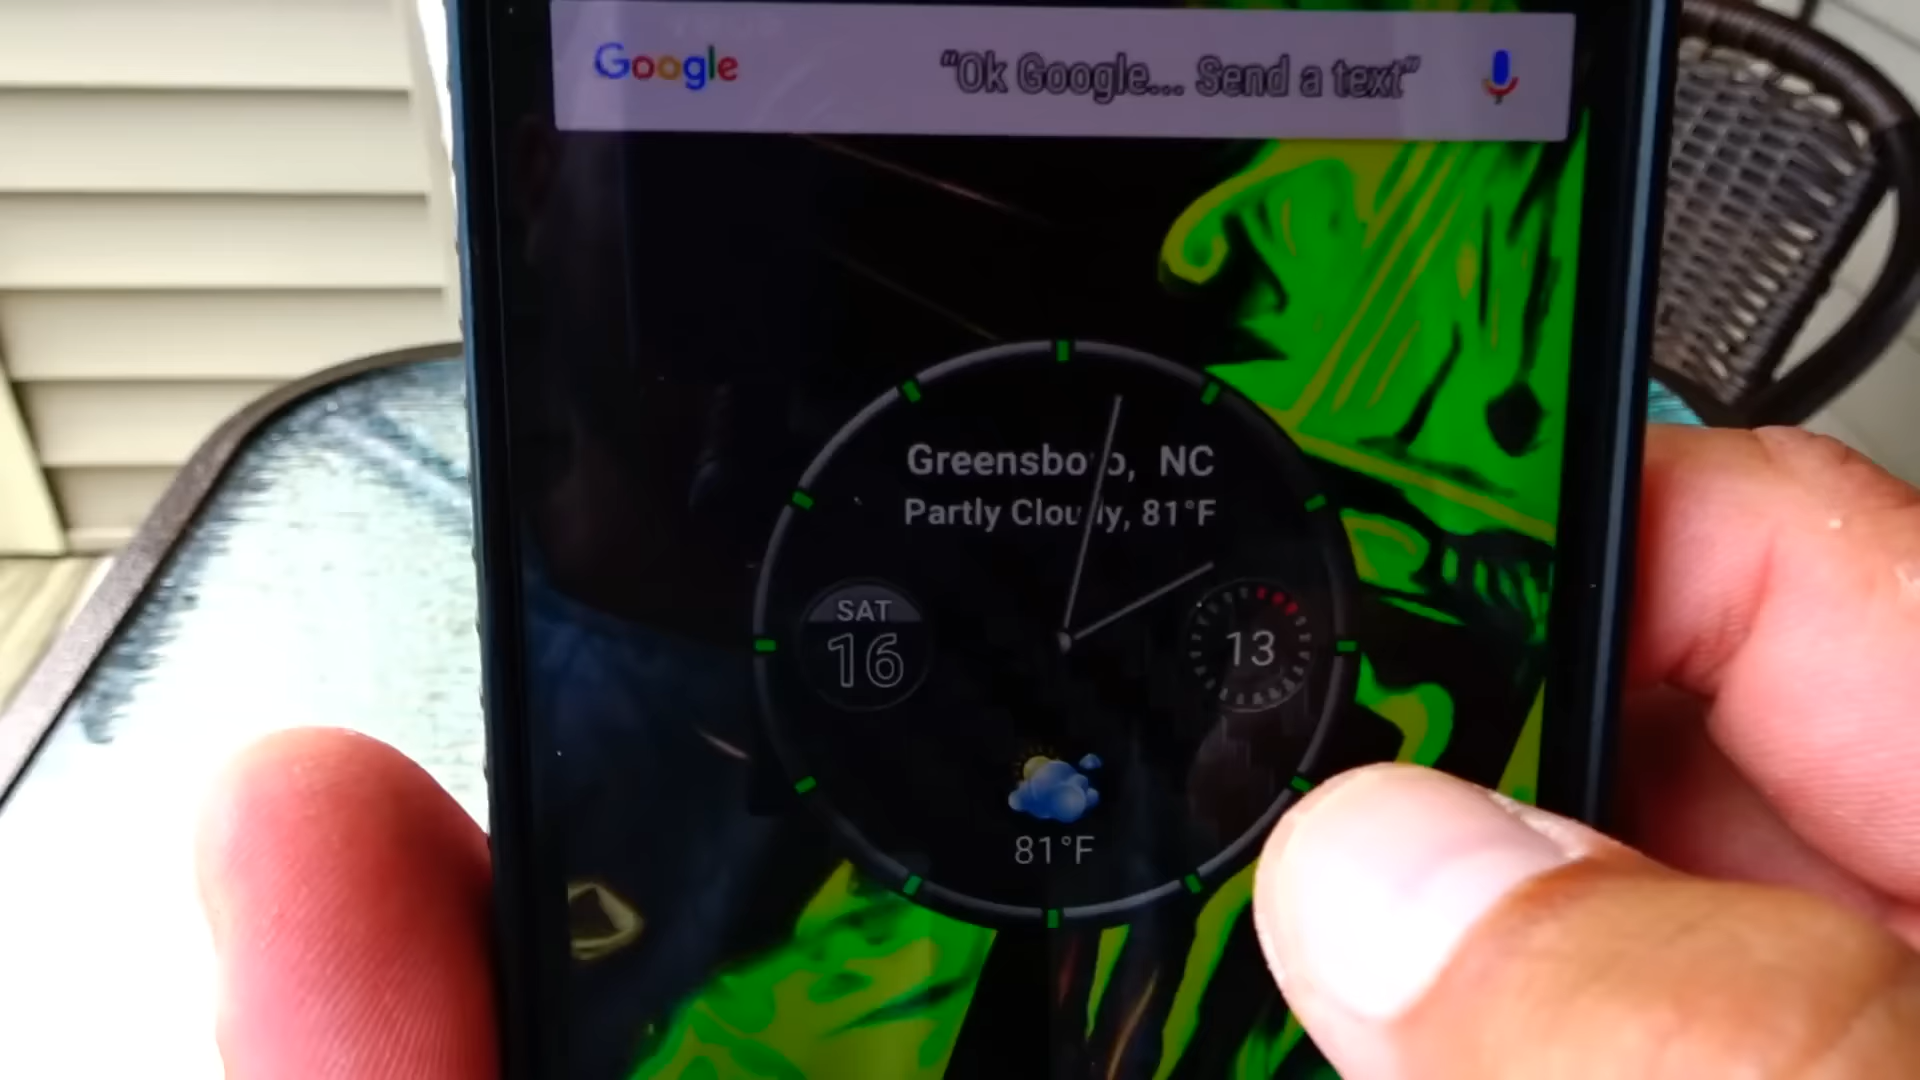 Google "Ok Google... Send a text"
Greensboro, NC
Partly Cloudy, 81°F
SAT
16
13
81°F